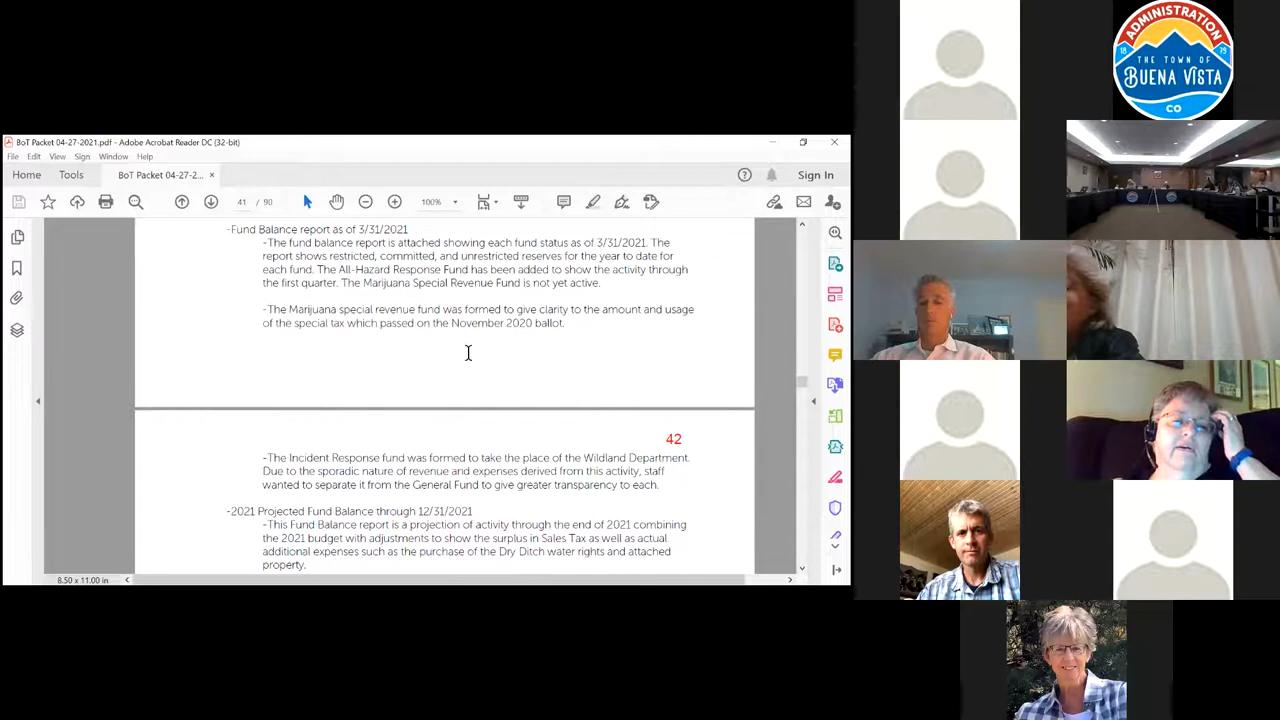 BoT Packet 04-27-2021.pdf - Adobe Acrobat Reader DC (32-bit)
File Edit View Sign Window Help
Home Tools BoT Packet 04-27-2... × Sign In
41 / 90 100%
-Fund Balance report as of 3/31/2021
-The fund balance report is attached showing each fund status as of 3/31/2021. The
report shows restricted, committed, and unrestricted reserves for the year to date for
each fund. The All-Hazard Response Fund has been added to show the activity through
the first quarter. The Marijuana Special Revenue Fund is not yet active.
-The Marijuana special revenue fund was formed to give clarity to the amount and usage
of the special tax which passed on the November 2020 ballot.
42
-The Incident Response fund was formed to take the place of the Wildland Department.
Due to the sporadic nature of revenue and expenses derived from this activity, staff
wanted to separate it from the General Fund to give greater transparency to each.
-2021 Projected Fund Balance through 12/31/2021
-This Fund Balance report is a projection of activity through the end of 2021 combining
the 2021 budget with adjustments to show the surplus in Sales Tax as well as actual
additional expenses such as the purchase of the Dry Ditch water rights and attached
property.
8.50 x 11.00 in
ADMINISTRATION
18 79
THE TOWN OF
BUENA VISTA
CO